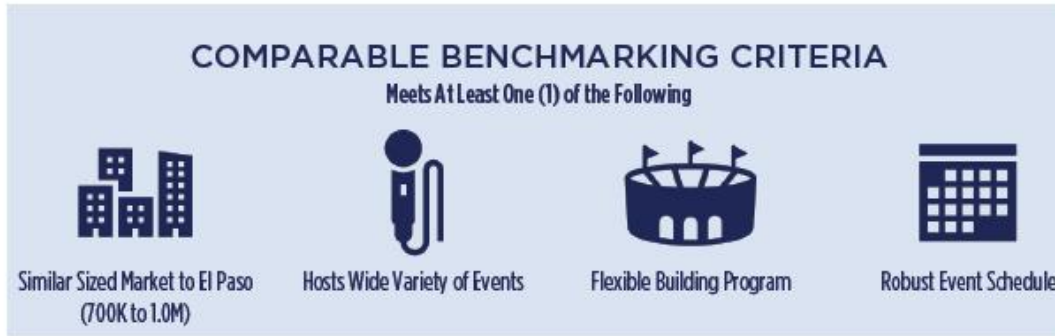 COMPARABLE BENCHMARKING CRITERIA
Meets At Least One (1) of the Following
Similar Sized Market to El Paso
(700K to 1.0M)
Hosts Wide Variety of Events
Flexible Building Program
Robust Event Schedule